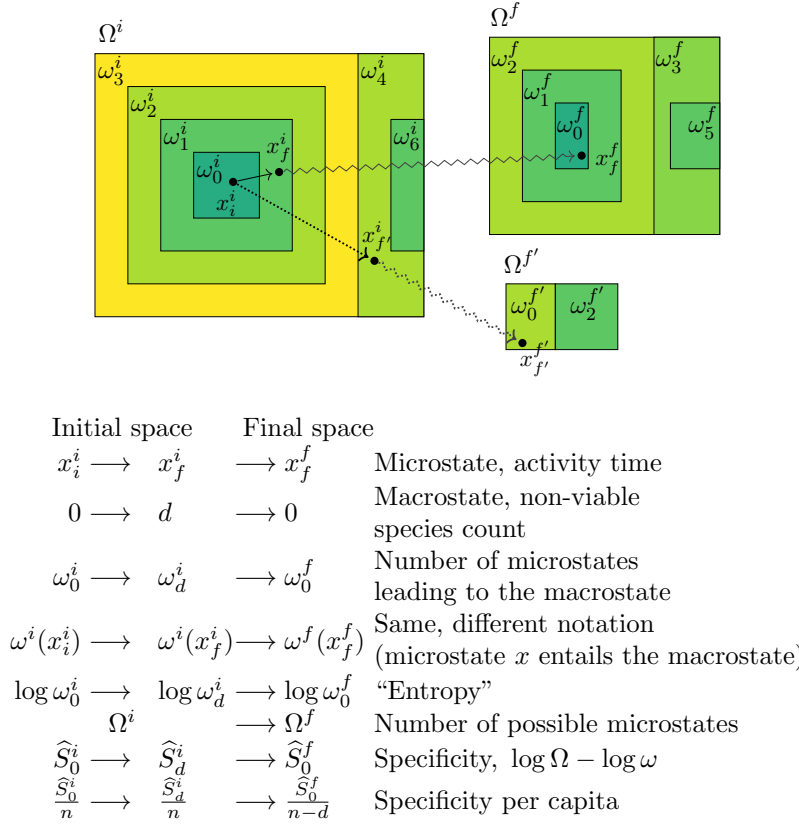 Ω^i
ω_3^i
ω_4^i
ω_2^i
ω_1^i
x_f^i
ω_6^i
ω_0^i
x_i^i
x_{f'}^i
Ω^f
ω_2^f
ω_3^f
ω_1^f
ω_0^f
ω_5^f
x_f^f
Ω^{f'}
ω_0^{f'}
ω_2^{f'}
x_{f'}^{f'}
Initial space Final space
x_i^i ⟶ x_f^i ⟶ x_f^f Microstate, activity time
0 ⟶ d ⟶ 0 Macrostate, non-viable
species count
ω_0^i ⟶ ω_d^i ⟶ ω_0^f Number of microstates
leading to the macrostate
ω^i(x_i^i) ⟶ ω^i(x_f^i) ⟶ ω^f(x_f^f) Same, different notation
(microstate x entails the macrostate)
log ω_0^i ⟶ log ω_d^i ⟶ log ω_0^f “Entropy”
Ω^i ⟶ Ω^f Number of possible microstates
Ŝ_0^i ⟶ Ŝ_d^i ⟶ Ŝ_0^f Specificity, log Ω − log ω
Ŝ_0^i/n ⟶ Ŝ_d^i/n ⟶ Ŝ_0^f/(n−d) Specificity per capita